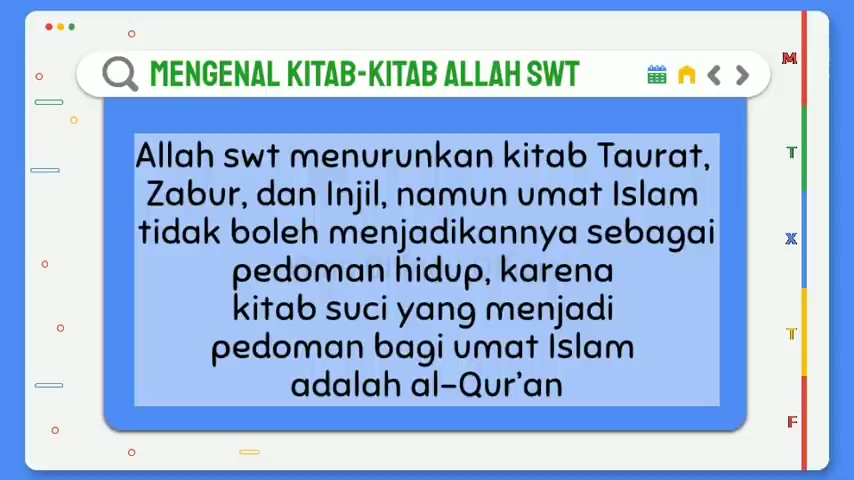 MENGENAL KITAB-KITAB ALLAH SWT
Allah swt menurunkan kitab Taurat,
Zabur, dan Injil, namun umat Islam
tidak boleh menjadikannya sebagai
pedoman hidup, karena
kitab suci yang menjadi
pedoman bagi umat Islam
adalah al-Qur'an
M
T
X
T
F